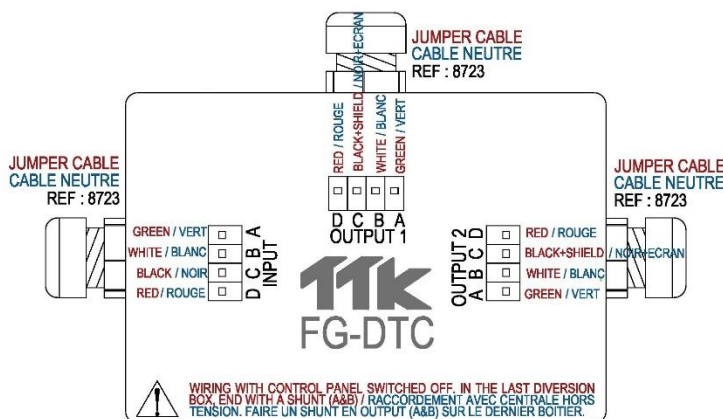 JUMPER CABLE
CABLE NEUTRE
REF : 8723
RED / ROUGE
BLACK+SHIELD / NOIR+ECRAN
WHITE / BLANC
GREEN / VERT
D C B A
OUTPUT 1
JUMPER CABLE
CABLE NEUTRE
REF : 8723
GREEN / VERT
WHITE / BLANC
BLACK / NOIR
RED / ROUGE
A
B
C
D
INPUT
JUMPER CABLE
CABLE NEUTRE
REF : 8723
OUTPUT 2
D
C
B
A
RED / ROUGE
BLACK+SHIELD / NOIR+ECRAN
WHITE / BLANC
GREEN / VERT
TTK
FG-DTC
WIRING WITH CONTROL PANEL SWITCHED OFF. IN THE LAST DIVERSION
BOX, END WITH A SHUNT (A&B) / RACCORDEMENT AVEC CENTRALE HORS
TENSION. FAIRE UN SHUNT EN OUTPUT (A&B) SUR LE DERNIER BOITIER.